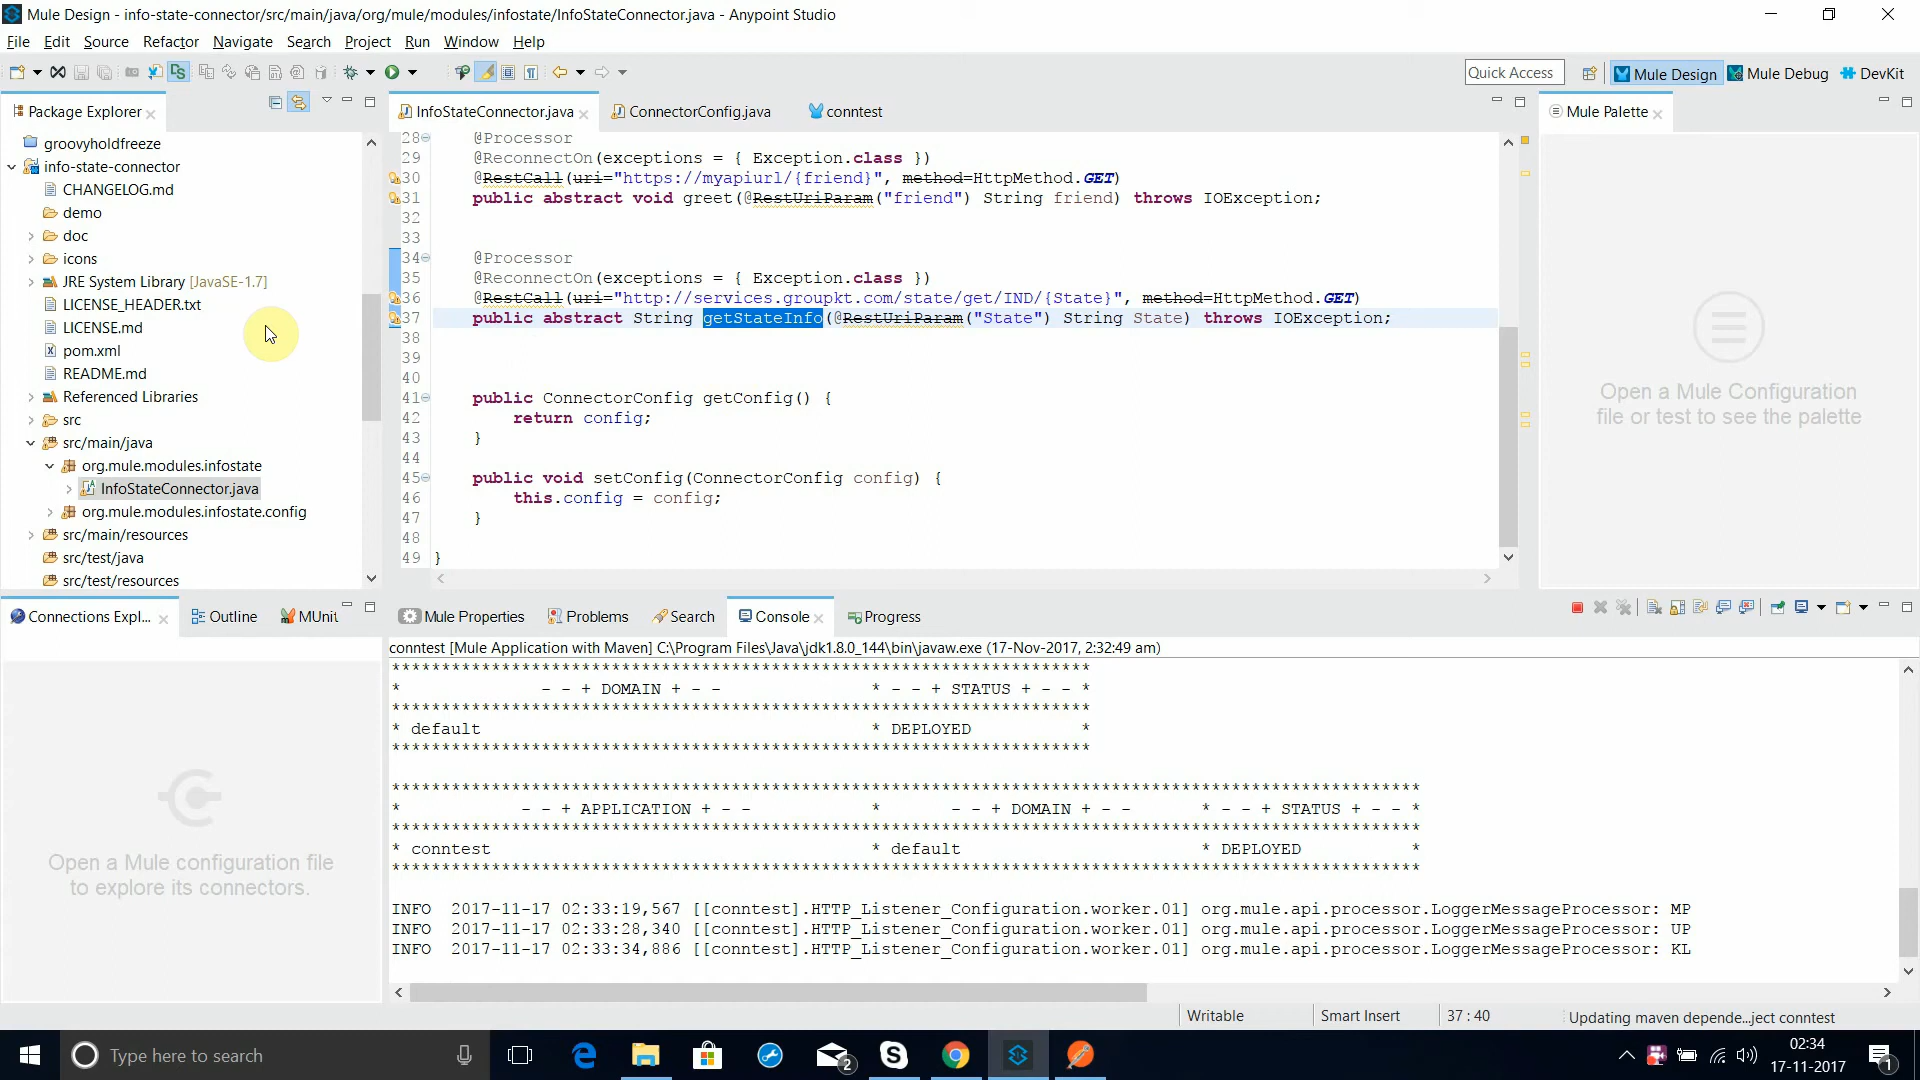 Mule Design - info-state-connector/src/main/java/org/mule/modules/infostate/InfoStateConnector.java - Anypoint Studio
File Edit Source Refactor Navigate Search Project Run Window Help
Quick Access
Mule Design
Mule Debug
DevKit
Package Explorer
groovyholdfreeze
info-state-connector
CHANGELOG.md
demo
doc
icons
JRE System Library [JavaSE-1.7]
LICENSE_HEADER.txt
LICENSE.md
pom.xml
README.md
Referenced Libraries
src
src/main/java
org.mule.modules.infostate
InfoStateConnector.java
org.mule.modules.infostate.config
src/main/resources
src/test/java
src/test/resources
InfoStateConnector.java
ConnectorConfig.java
conntest
28 @Processor
29 @ReconnectOn(exceptions = { Exception.class })
30 @RestCall(uri="https://myapiurl/{friend}", method=HttpMethod.GET)
31 public abstract void greet(@RestUriParam("friend") String friend) throws IOException;
32
33
34 @Processor
35 @ReconnectOn(exceptions = { Exception.class })
36 @RestCall(uri="http://services.groupkt.com/state/get/IND/{State}", method=HttpMethod.GET)
37 public abstract String getStateInfo(@RestUriParam("State") String State) throws IOException;
38
39
40
41 public ConnectorConfig getConfig() {
42 return config;
43 }
44
45 public void setConfig(ConnectorConfig config) {
46 this.config = config;
47 }
48
49 }
Mule Palette
Open a Mule Configuration
file or test to see the palette
Connections Expl...
Outline
MUnit
Open a Mule configuration file
to explore its connectors.
Mule Properties
Problems
Search
Console
Progress
conntest [Mule Application with Maven] C:\Program Files\Java\jdk1.8.0_144\bin\javaw.exe (17-Nov-2017, 2:32:49 am)
**********************************************************************
* - - + DOMAIN + - - * - - + STATUS + - - *
**********************************************************************
* default * DEPLOYED *
**********************************************************************
*******************************************************************************************************
* - - + APPLICATION + - - * - - + DOMAIN + - - * - - + STATUS + - - *
*******************************************************************************************************
* conntest * default * DEPLOYED *
*******************************************************************************************************
INFO 2017-11-17 02:33:19,567 [[conntest].HTTP_Listener_Configuration.worker.01] org.mule.api.processor.LoggerMessageProcessor: MP
INFO 2017-11-17 02:33:28,340 [[conntest].HTTP_Listener_Configuration.worker.01] org.mule.api.processor.LoggerMessageProcessor: UP
INFO 2017-11-17 02:33:34,886 [[conntest].HTTP_Listener_Configuration.worker.01] org.mule.api.processor.LoggerMessageProcessor: KL
Writable
Smart Insert
37 : 40
Updating maven depende...ject conntest
Type here to search
2
02:34
17-11-2017
1